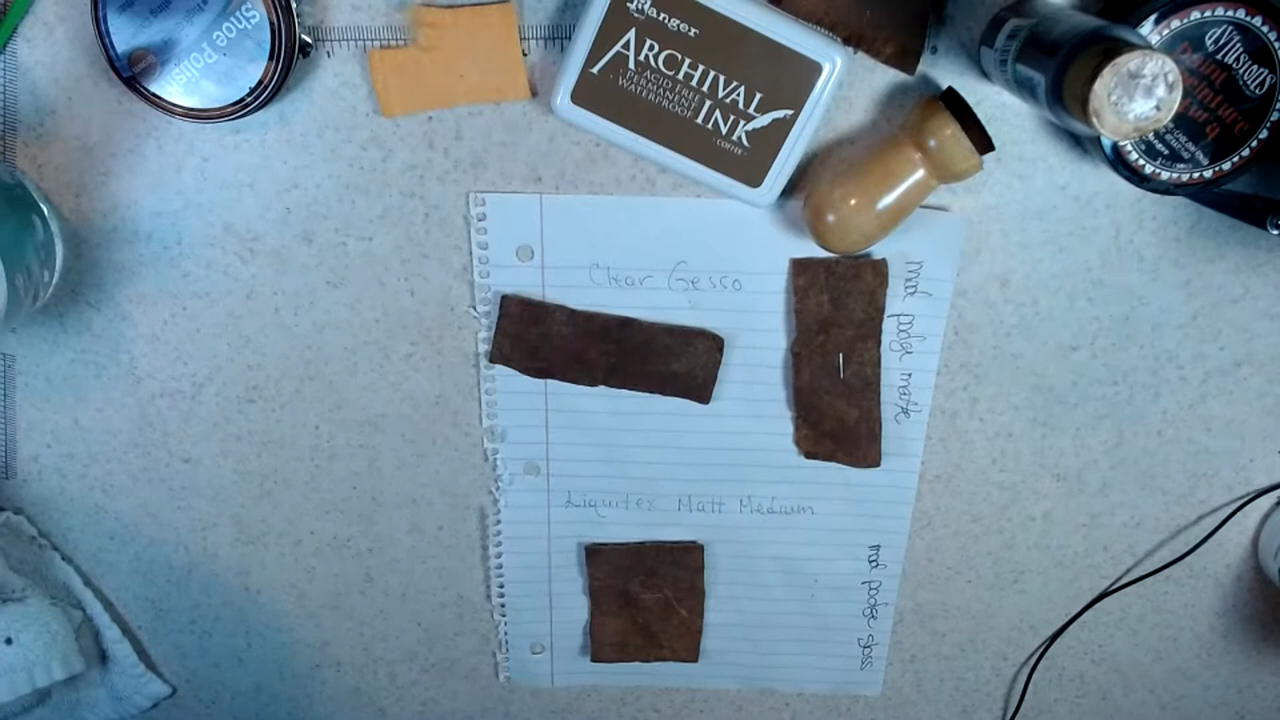 Shoe Polish
Ranger
ARCHIVAL
ACID FREE
PERMANENT
WATERPROOF
INK
· COFFEE ·
DYLUSIONS
Paint
Clear Gesso
mod podge matte
Liquitex Matt Medium
mod podge gloss